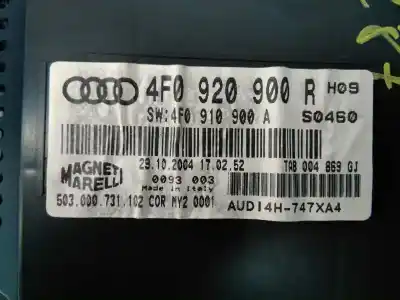 4F0 920 900 R H09
SW:4F0 910 900 A S0460
29.10.2004 17.02.52 TAB 004 869 GJ
MAGNETI MARELLI
0093 003
Made in Italy
503.000.731.102 COR MY2 0001
AUDI4H-747XA4